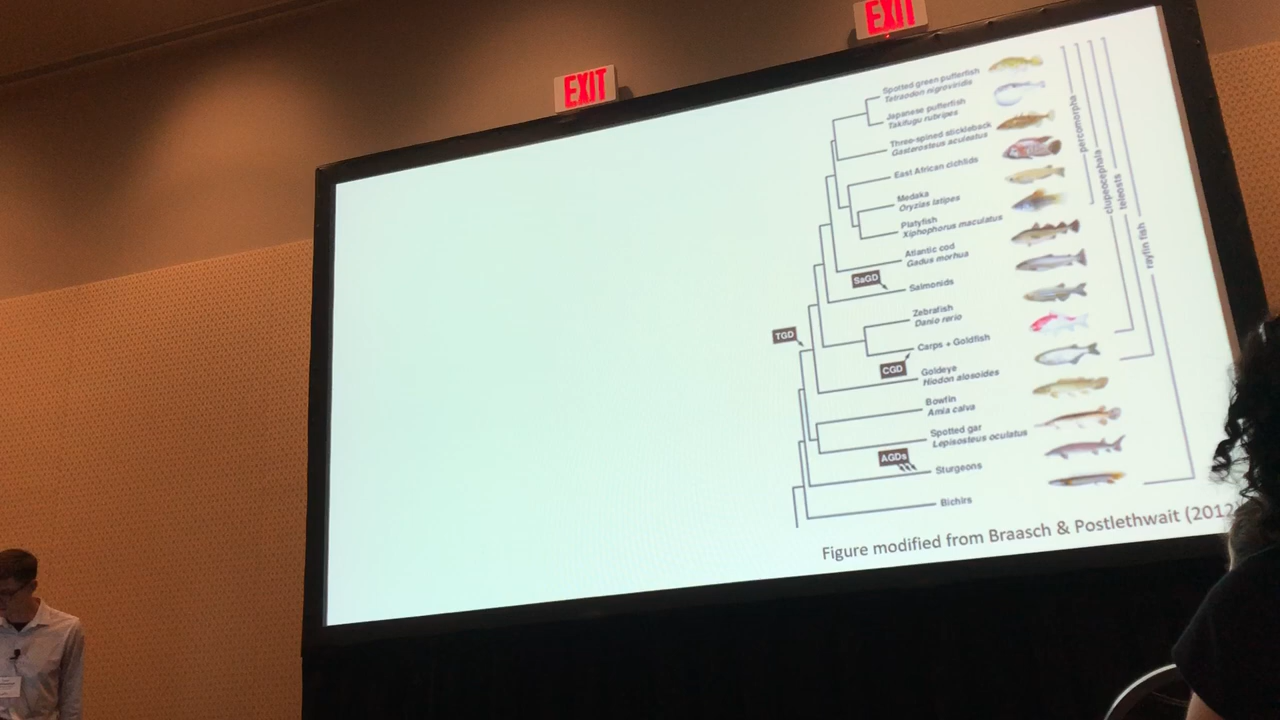 EXIT
EXIT
Spotted green pufferfish
Tetraodon nigroviridis
Japanese pufferfish
Takifugu rubripes
Three-spined stickleback
Gasterosteus aculeatus
East African cichlids
Medaka
Oryzias latipes
Platyfish
Xiphophorus maculatus
Atlantic cod
Gadus morhua
SaGD
Salmonids
Zebrafish
Danio rerio
TGD
Carps + Goldfish
CGD
Goldeye
Hiodon alosoides
Bowfin
Amia calva
Spotted gar
Lepisosteus oculatus
AGDs
Sturgeons
Bichirs
percomorpha
clupeocephala
teleosts
rayfin fish
Figure modified from Braasch & Postlethwait (2012